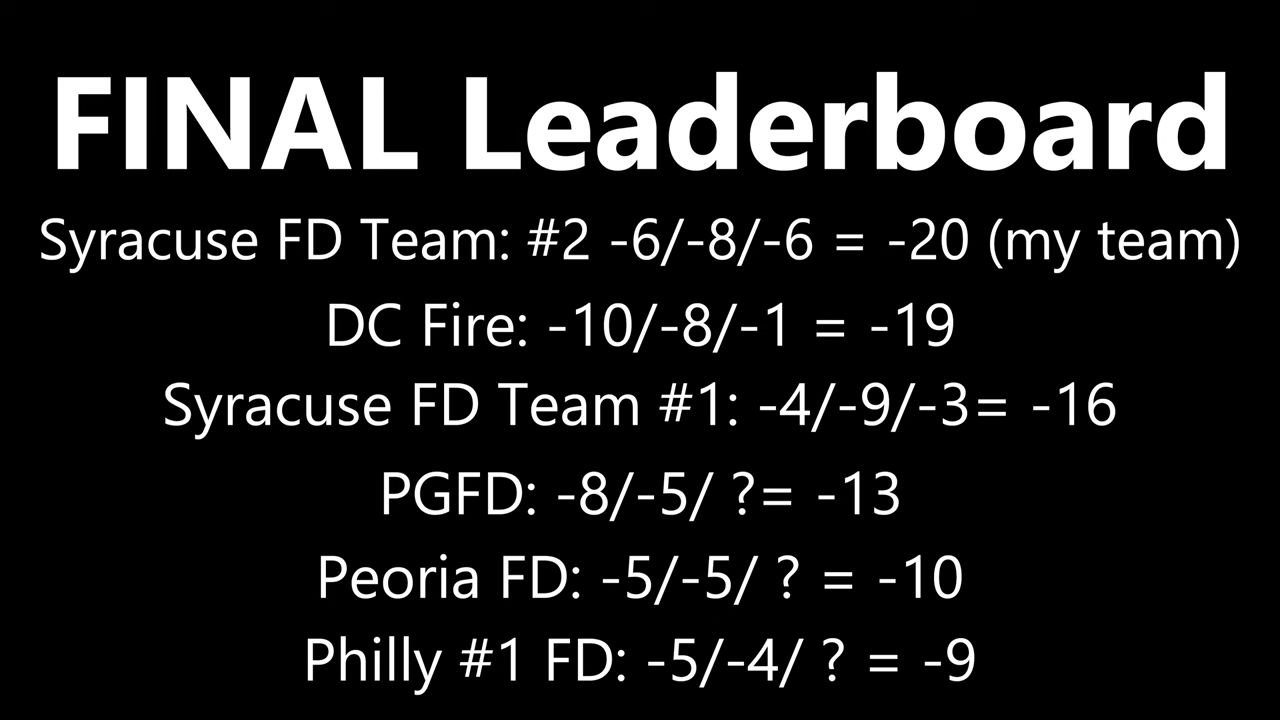 FINAL Leaderboard
Syracuse FD Team: #2 -6/-8/-6 = -20 (my team)
DC Fire: -10/-8/-1 = -19
Syracuse FD Team #1: -4/-9/-3= -16
PGFD: -8/-5/ ?= -13
Peoria FD: -5/-5/ ? = -10
Philly #1 FD: -5/-4/ ? = -9